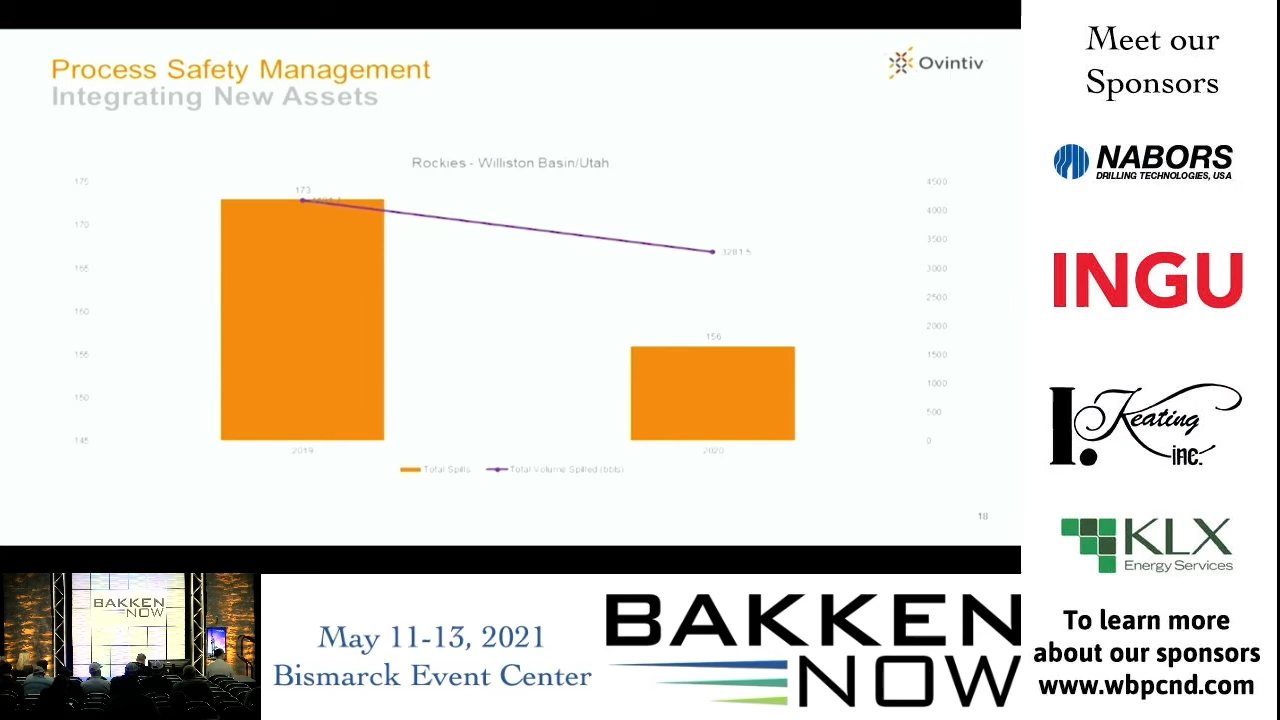 Process Safety Management
Integrating New Assets
Ovintiv
Rockies - Williston Basin/Utah
175
170
165
160
155
150
145
173
3281.5
156
4500
4000
3500
3000
2500
2000
1500
1000
500
0
2019
2020
Total Spills
Total Volume Spilled (bbls)
18
Meet our
Sponsors
NABORS
DRILLING TECHNOLOGIES, USA
INGU
I. Keating
inc.
KLX
Energy Services
To learn more
about our sponsors
www.wbpcnd.com
BAKKEN
NOW
May 11-13, 2021
Bismarck Event Center
BAKKEN
NOW